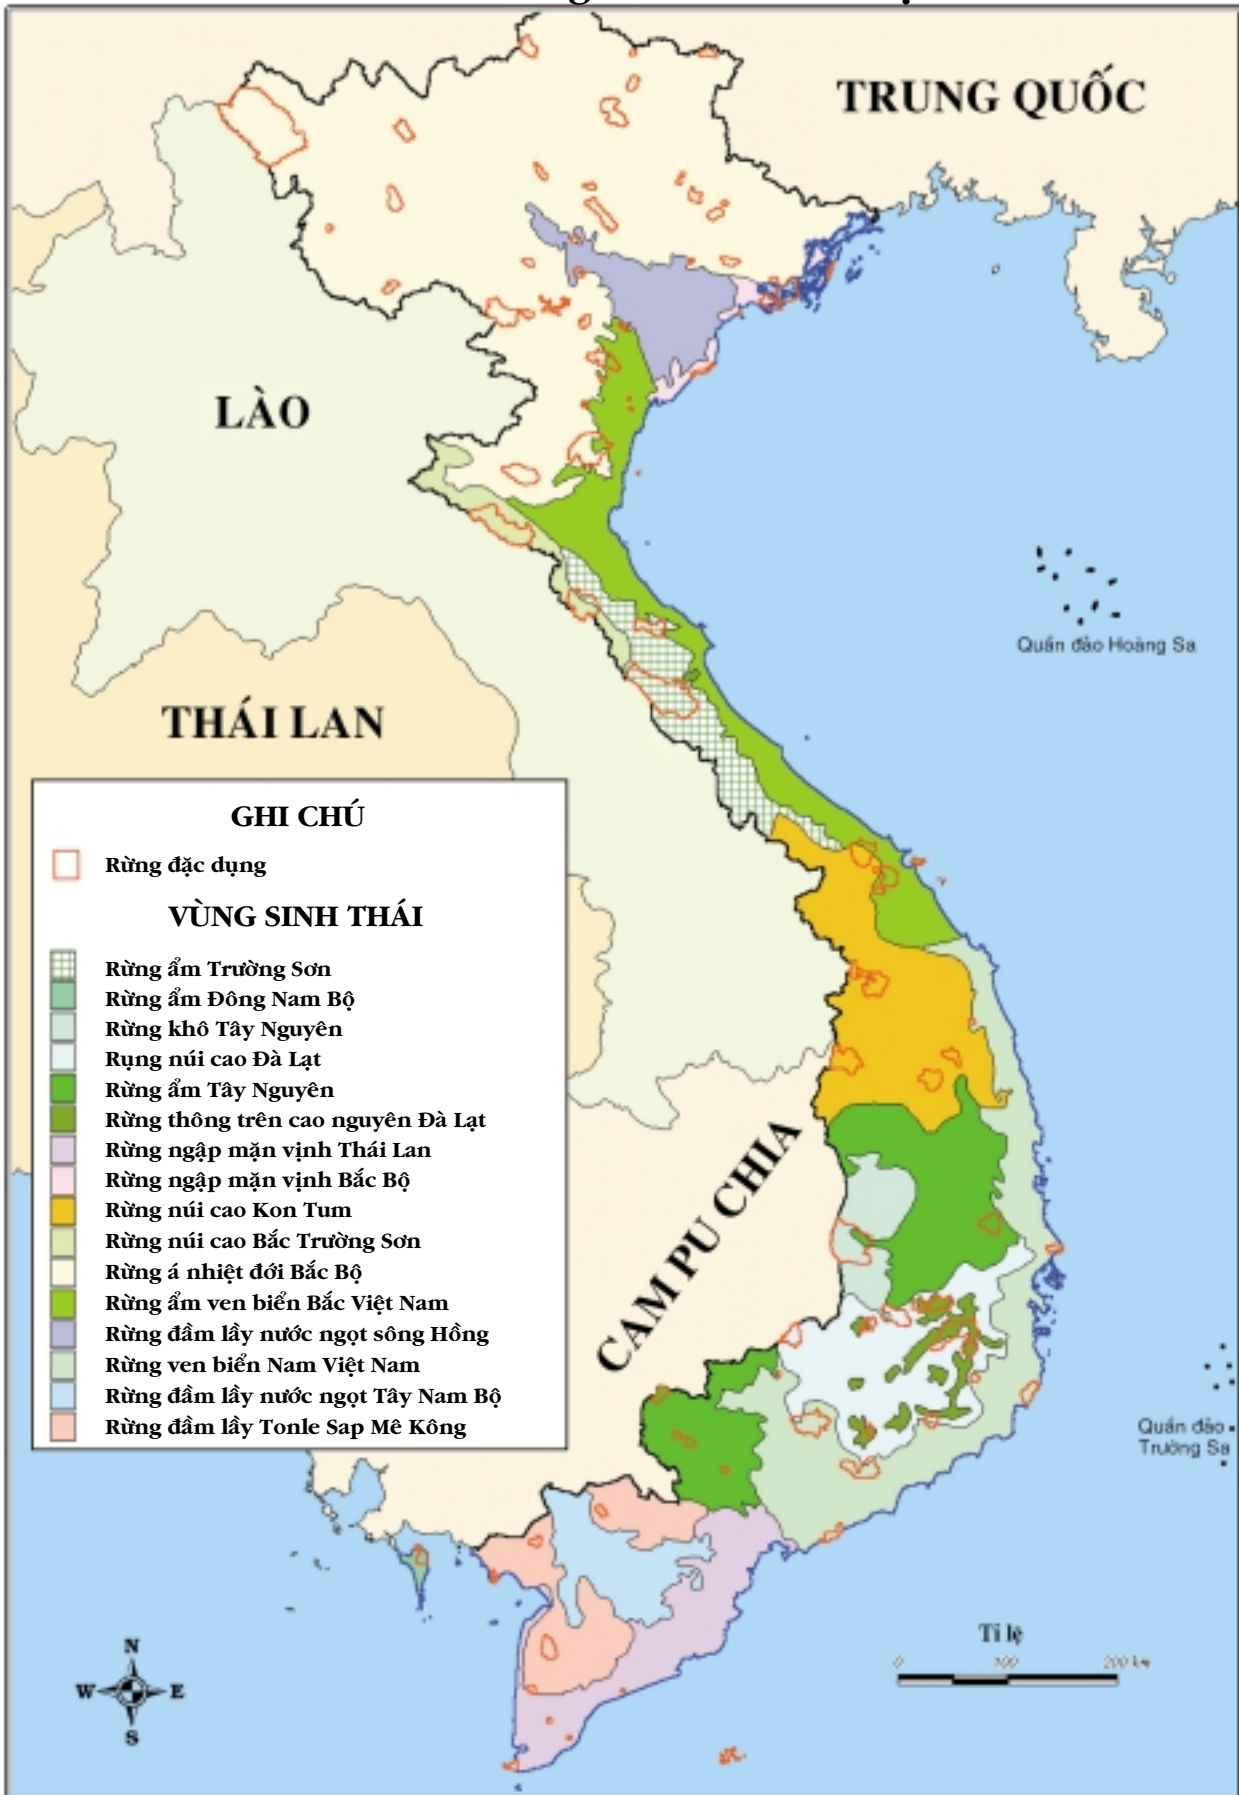 TRUNG QUỐC
LÀO
Quần đảo Hoàng Sa
THÁI LAN
GHI CHÚ
Rừng đặc dụng
VÙNG SINH THÁI
Rừng ẩm Trường Sơn
Rừng ẩm Đông Nam Bộ
Rừng khô Tây Nguyên
Rụng núi cao Đà Lạt
Rừng ẩm Tây Nguyên
Rừng thông trên cao nguyên Đà Lạt
Rừng ngập mặn vịnh Thái Lan
Rừng ngập mặn vịnh Bắc Bộ
Rừng núi cao Kon Tum
Rừng núi cao Bắc Trường Sơn
Rừng á nhiệt đới Bắc Bộ
Rừng ẩm ven biển Bắc Việt Nam
Rừng đầm lầy nước ngọt sông Hồng
Rừng ven biển Nam Việt Nam
Rừng đầm lầy nước ngọt Tây Nam Bộ
Rừng đầm lầy Tonle Sap Mê Kông
CAM PU CHIA
Quần đảo
Trường Sa
Tỉ lệ
0 100 200 km
N
W E
S